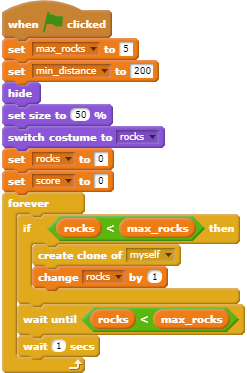 when clicked
set max_rocks to 5
set min_distance to 200
hide
set size to 50 %
switch costume to rocks
set rocks to 0
set score to 0
forever
if rocks < max_rocks then
create clone of myself
change rocks by 1
wait until rocks < max_rocks
wait 1 secs